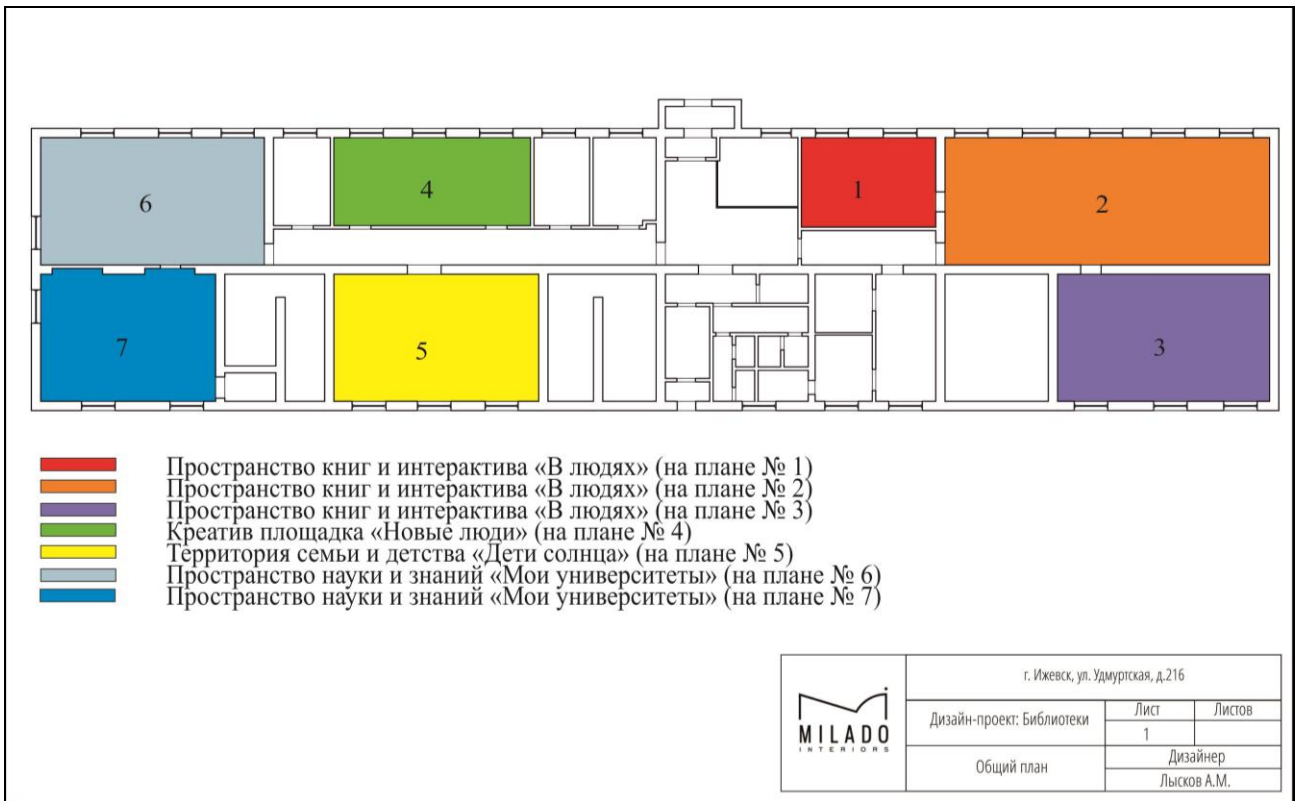 6
4
1
2
7
5
3
Пространство книг и интерактива «В людях» (на плане № 1)
Пространство книг и интерактива «В людях» (на плане № 2)
Пространство книг и интерактива «В людях» (на плане № 3)
Креатив площадка «Новые люди» (на плане № 4)
Территория семьи и детства «Дети солнца» (на плане № 5)
Пространство науки и знаний «Мои университеты» (на плане № 6)
Пространство науки и знаний «Мои университеты» (на плане № 7)
MILADO
INTERIORS
г. Ижевск, ул. Удмуртская, д.216
Дизайн-проект: Библиотеки
Лист
Листов
1
Общий план
Дизайнер
Лысков А.М.